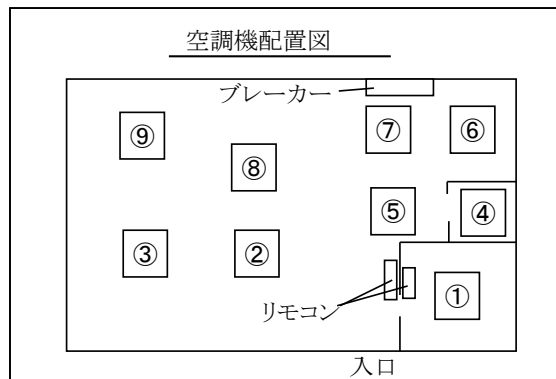 空調機配置図
ブレーカー
⑨
⑦
⑥
⑧
⑤
④
③
②
①
リモコン
入口